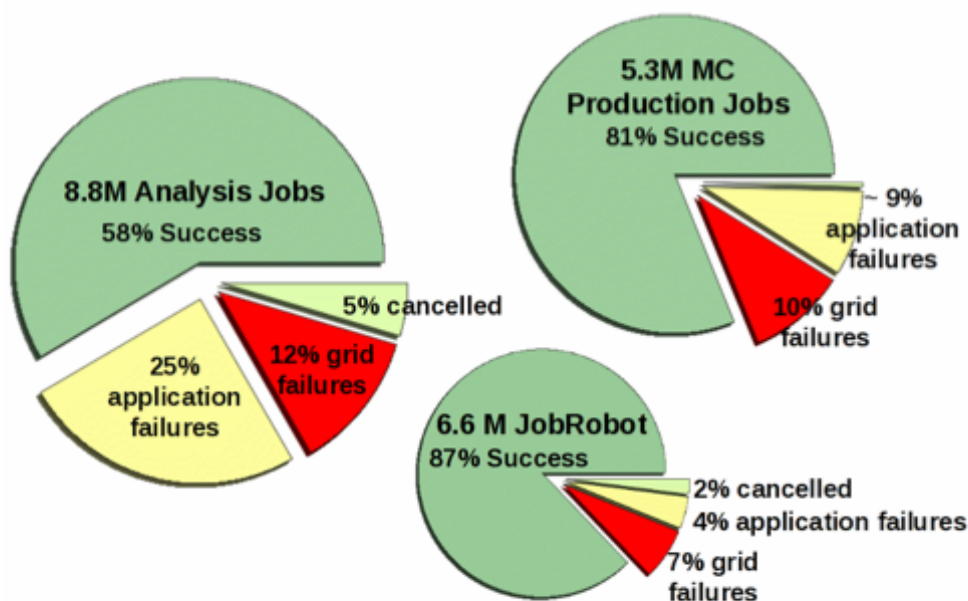 8.8M Analysis Jobs
58% Success
5% cancelled
12% grid
failures
25%
application
failures
5.3M MC
Production Jobs
81% Success
~ 9%
application
failures
10% grid
failures
6.6 M JobRobot
87% Success
2% cancelled
4% application failures
7% grid
failures